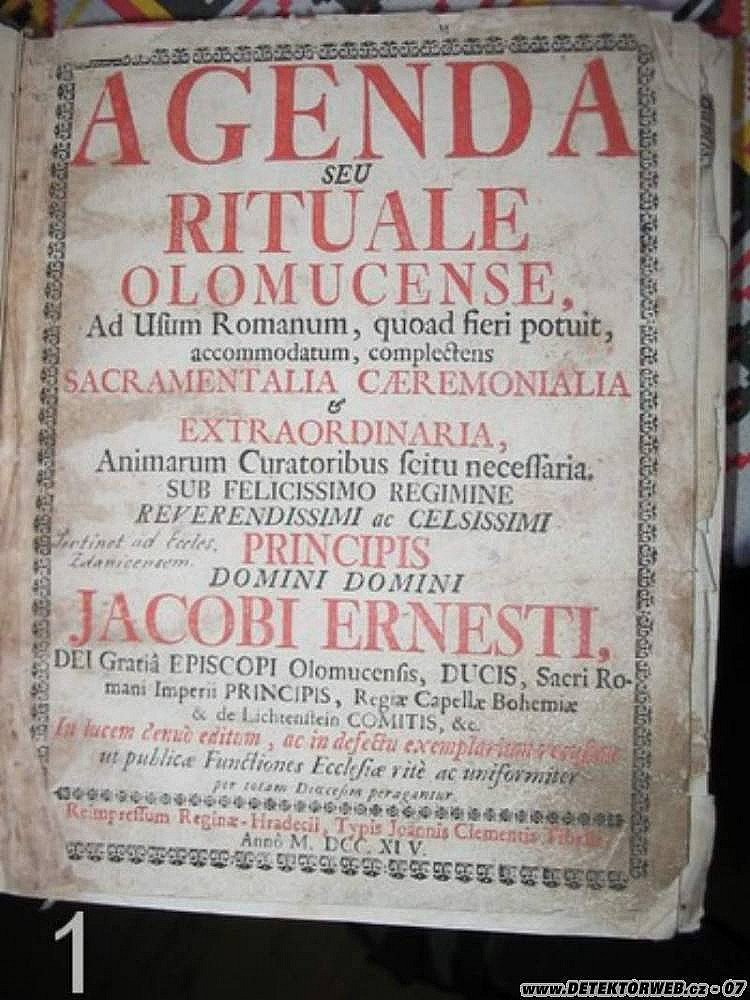 AGENDA
SEU
RITUALE
OLOMUCENSE,
Ad Uſum Romanum, quoad fieri potuit,
accommodatum, complectens
SACRAMENTALIA CÆREMONIALIA
&
EXTRAORDINARIA,
Animarum Curatoribus ſcitu neceſſaria.
SUB FELICISSIMO REGIMINE
REVERENDISSIMI ac CELSISSIMI
Pertinet ad Eccles.
Zdanicensem.
PRINCIPIS
DOMINI DOMINI
JACOBI ERNESTI,
DEI Gratiâ EPISCOPI Olomucenſis, DUCIS, Sacri Ro-
mani Imperii PRINCIPIS, Regiæ Capellæ Bohemiæ
& de Lichtenſtein COMITIS, &c.
In lucem denuò editum, ac in defectu exemplarium recuſum
ut publicæ Functiones Eccleſiæ ritè ac uniformiter
per totam Diœceſim peragantur.
Reimpreſſum Reginæ-Hradecii, Typis Joannis Clementis
Annô M. DCC. XLV.
1
www.DETEKTORWEB.cz - 07